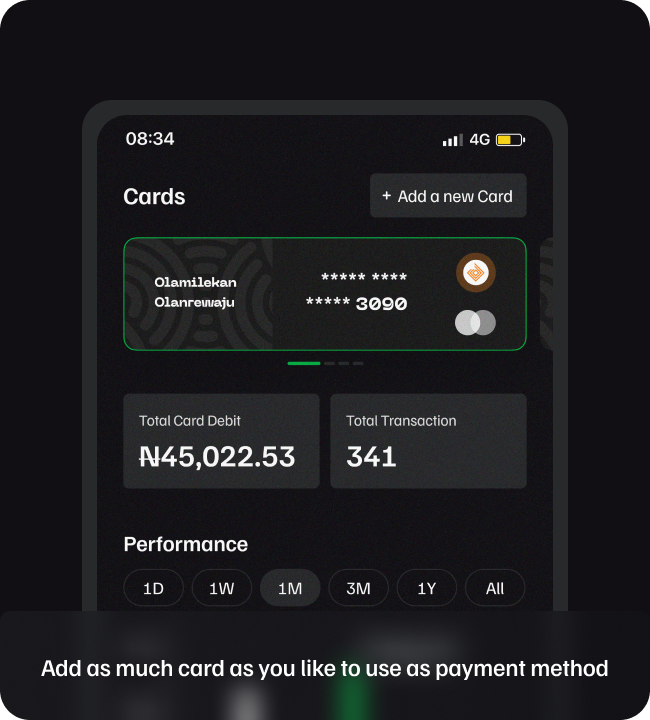 08:34 4G
Cards + Add a new Card
Olamilekan ***** ****
Olanrewaju ***** 3090
Total Card Debit Total Transaction
₦45,022.53 341
Performance
1D 1W 1M 3M 1Y All
Add as much card as you like to use as payment method